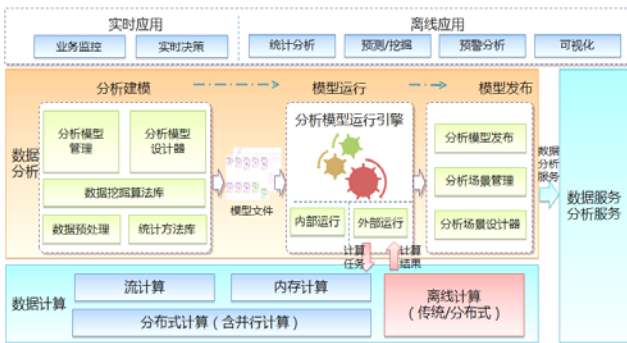 实时应用
离线应用
业务监控
实时决策
统计分析
预测/挖掘
预警分析
可视化
分析建模
模型运行
模型发布
数据
分析
分析模型
管理
分析模型
设计器
数据挖掘算法库
数据预处理
统计方法库
模型文件
分析模型运行引擎
内部运行
外部运行
分析模型发布
分析场景管理
分析场景设计器
数据
分析
服务
数据服务
分析服务
计算
任务
计算
结果
数据计算
流计算
内存计算
分布式计算（含并行计算）
离线计算
（传统/分布式）